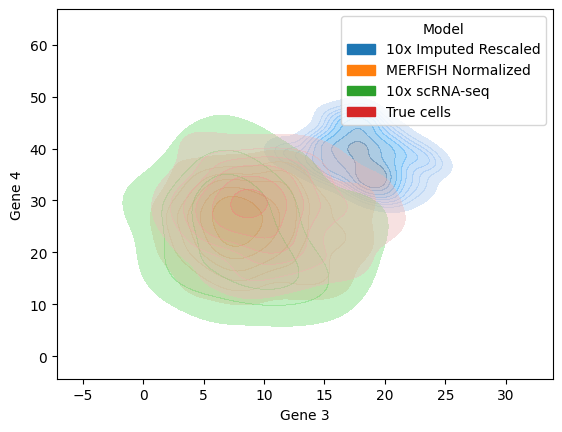 Model
10x Imputed Rescaled
MERFISH Normalized
10x scRNA-seq
True cells
60
50
40
30
20
10
0
Gene 4
−5
0
5
10
15
20
25
30
Gene 3